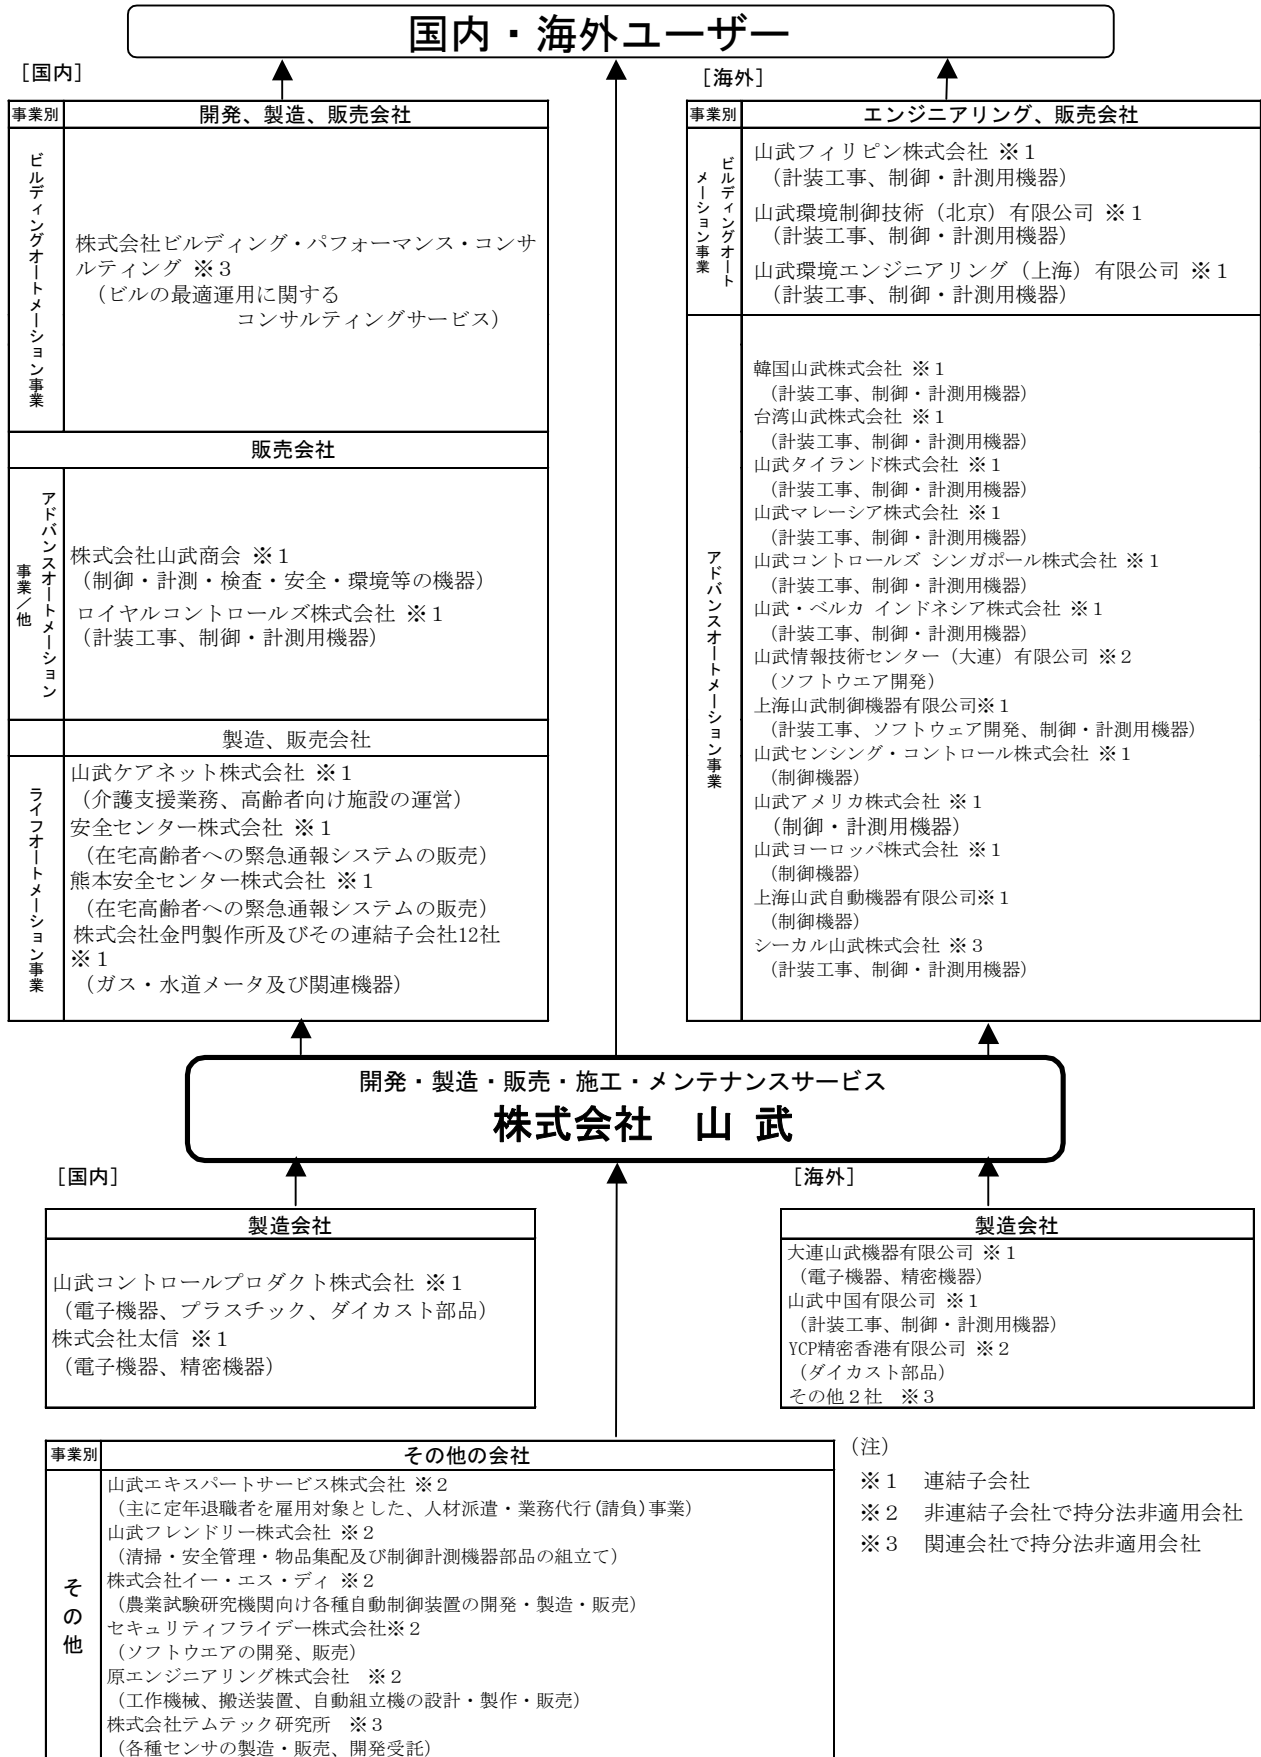 国内・海外ユーザー
［国内］
事業別
開発、製造、販売会社
ビルディングオートメーション事業
株式会社ビルディング・パフォーマンス・コンサ
ルティング ※３
（ビルの最適運用に関する
コンサルティングサービス）
販売会社
アドバンスオートメーション
事業／他
株式会社山武商会 ※１
（制御・計測・検査・安全・環境等の機器）
ロイヤルコントロールズ株式会社 ※１
（計装工事、制御・計測用機器）
製造、販売会社
ライフオートメーション事業
山武ケアネット株式会社 ※１
（介護支援業務、高齢者向け施設の運営）
安全センター株式会社 ※１
（在宅高齢者への緊急通報システムの販売）
熊本安全センター株式会社 ※１
（在宅高齢者への緊急通報システムの販売）
株式会社金門製作所及びその連結子会社12社
※１
（ガス・水道メータ及び関連機器）
［海外］
事業別
エンジニアリング、販売会社
ビルディングオート
メーション事業
山武フィリピン株式会社 ※１
（計装工事、制御・計測用機器）
山武環境制御技術（北京）有限公司 ※１
（計装工事、制御・計測用機器）
山武環境エンジニアリング（上海）有限公司 ※１
（計装工事、制御・計測用機器）
アドバンスオートメーション事業
韓国山武株式会社 ※１
（計装工事、制御・計測用機器）
台湾山武株式会社 ※１
（計装工事、制御・計測用機器）
山武タイランド株式会社 ※１
（計装工事、制御・計測用機器）
山武マレーシア株式会社 ※１
（計装工事、制御・計測用機器）
山武コントロールズ シンガポール株式会社 ※１
（計装工事、制御・計測用機器）
山武・ベルカ インドネシア株式会社 ※１
（計装工事、制御・計測用機器）
山武情報技術センター（大連）有限公司 ※２
（ソフトウエア開発）
上海山武制御機器有限公司※１
（計装工事、ソフトウェア開発、制御・計測用機器）
山武センシング・コントロール株式会社 ※１
（制御機器）
山武アメリカ株式会社 ※１
（制御・計測用機器）
山武ヨーロッパ株式会社 ※１
（制御機器）
上海山武自動機器有限公司※１
（制御機器）
シーカル山武株式会社 ※３
（計装工事、制御・計測用機器）
開発・製造・販売・施工・メンテナンスサービス
株式会社　山 武
［国内］
製造会社
山武コントロールプロダクト株式会社 ※１
（電子機器、プラスチック、ダイカスト部品）
株式会社太信 ※１
（電子機器、精密機器）
［海外］
製造会社
大連山武機器有限公司 ※１
（電子機器、精密機器）
山武中国有限公司 ※１
（計装工事、制御・計測用機器）
YCP精密香港有限公司 ※２
（ダイカスト部品）
その他２社　※３
事業別
その他の会社
その他
山武エキスパートサービス株式会社 ※２
（主に定年退職者を雇用対象とした、人材派遣・業務代行(請負)事業）
山武フレンドリー株式会社 ※２
（清掃・安全管理・物品集配及び制御計測機器部品の組立て）
株式会社イー・エス・ディ ※２
（農業試験研究機関向け各種自動制御装置の開発・製造・販売）
セキュリティフライデー株式会社※２
（ソフトウエアの開発、販売）
原エンジニアリング株式会社　※２
（工作機械、搬送装置、自動組立機の設計・製作・販売）
株式会社テムテック研究所　※３
（各種センサの製造・販売、開発受託）
（注）
※１　連結子会社
※２　非連結子会社で持分法非適用会社
※３　関連会社で持分法非適用会社